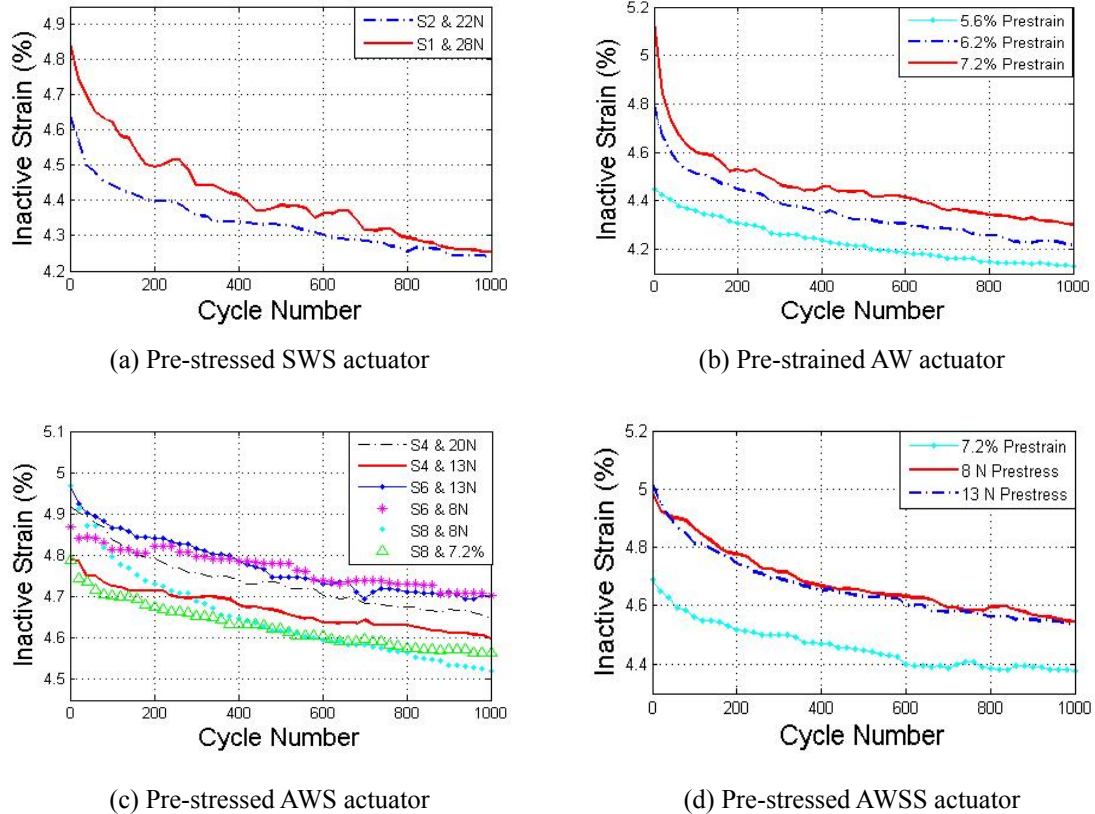 4.9
4.8
4.7
4.6
4.5
4.4
4.3
4.2
0
200
400
600
800
1000
Inactive Strain (%)
Cycle Number
S2 & 22N
S1 & 28N
(a) Pre-stressed SWS actuator
5.2
5
4.8
4.6
4.4
4.2
0
200
400
600
800
1000
Inactive Strain (%)
Cycle Number
5.6% Prestrain
6.2% Prestrain
7.2% Prestrain
(b) Pre-strained AW actuator
5.1
5
4.9
4.8
4.7
4.6
4.5
0
200
400
600
800
1000
Inactive Strain (%)
Cycle Number
S4 & 20N
S4 & 13N
S6 & 13N
S6 & 8N
S8 & 8N
S8 & 7.2%
(c) Pre-stressed AWS actuator
5.2
5
4.8
4.6
4.4
0
200
400
600
800
1000
Inactive Strain (%)
Cycle Number
7.2% Prestrain
8 N Prestress
13 N Prestress
(d) Pre-stressed AWSS actuator